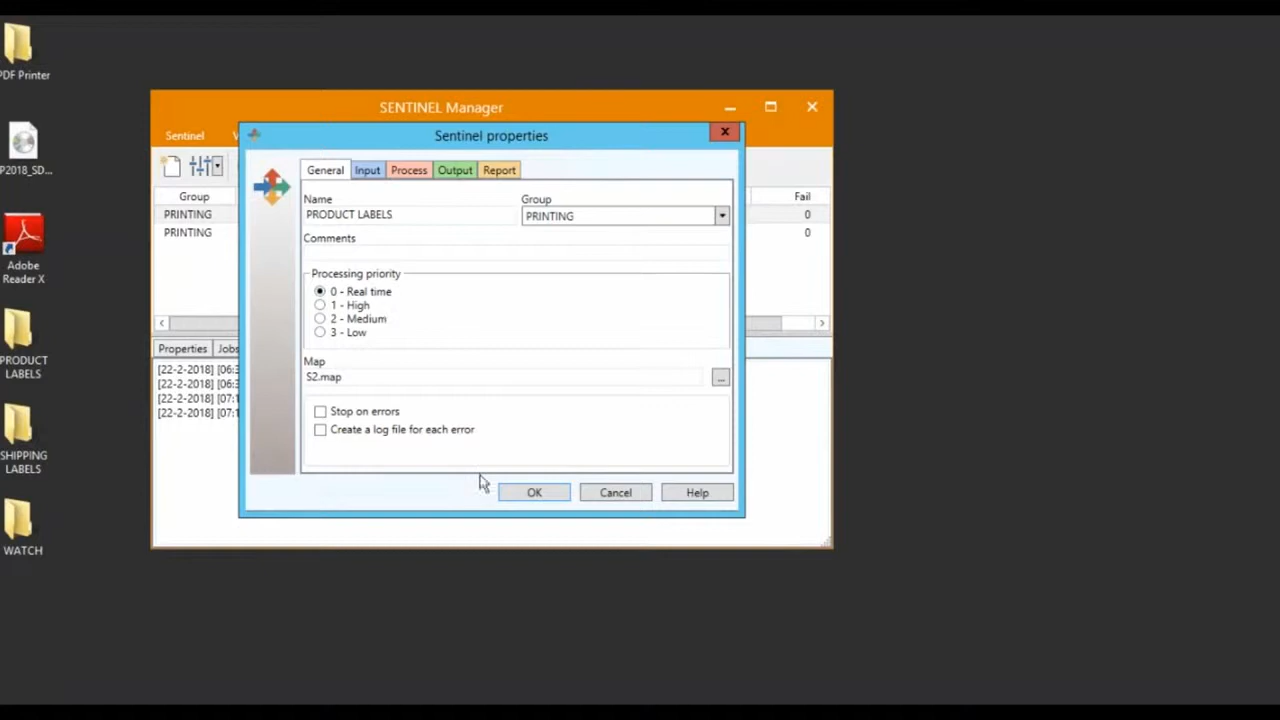 PDF Printer
P2018_SD...
Adobe
Reader X
PRODUCT
LABELS
SHIPPING
LABELS
WATCH
SENTINEL Manager
Sentinel
V
Group
Fail
PRINTING
0
PRINTING
0
Properties
Jobs
[22-2-2018] [06:3
[22-2-2018] [06:3
[22-2-2018] [07:1
[22-2-2018] [07:1
Sentinel properties
General Input Process Output Report
Name
Group
PRODUCT LABELS
PRINTING
Comments
Processing priority
0 - Real time
1 - High
2 - Medium
3 - Low
Map
S2.map
...
Stop on errors
Create a log file for each error
OK Cancel Help